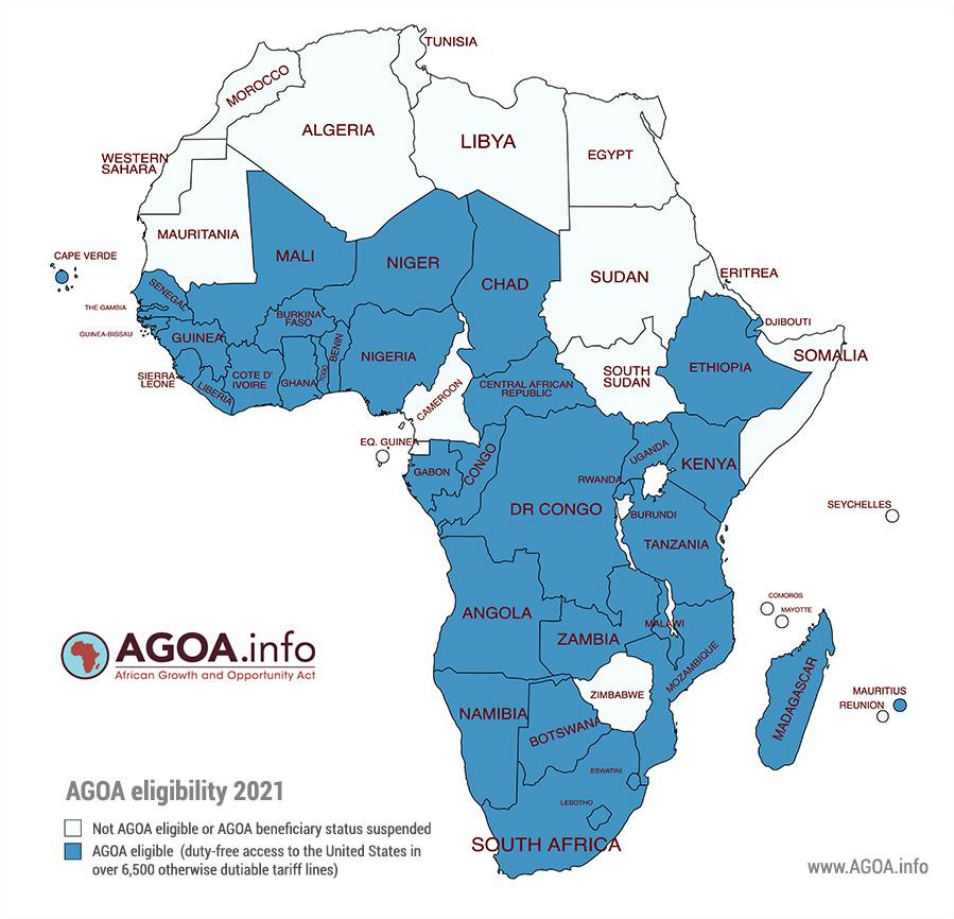 TUNISIA
MOROCCO
ALGERIA
LIBYA
EGYPT
WESTERN
SAHARA
MAURITANIA
CAPE VERDE
MALI
NIGER
CHAD
SUDAN
ERITREA
SENEGAL
THE GAMBIA
GUINEA-BISSAU
GUINEA
BURKINA
FASO
BENIN
NIGERIA
DJIBOUTI
SOMALIA
SIERRA
LEONE
LIBERIA
COTE D'
IVOIRE
GHANA
TOGO
CAMEROON
CENTRAL AFRICAN
REPUBLIC
SOUTH
SUDAN
ETHIOPIA
EQ. GUINEA
GABON
CONGO
UGANDA
KENYA
RWANDA
DR CONGO
BURUNDI
TANZANIA
SEYCHELLES
COMOROS
MAYOTTE
ANGOLA
ZAMBIA
MALAWI
MOZAMBIQUE
MADAGASCAR
MAURITIUS
REUNION
ZIMBABWE
NAMIBIA
BOTSWANA
ESWATINI
LEBOTHO
SOUTH AFRICA
AGOA.info
African Growth and Opportunity Act
AGOA eligibility 2021
Not AGOA eligible or AGOA beneficiary status suspended
AGOA eligible (duty-free access to the United States in
over 6,500 otherwise dutiable tariff lines)
www.AGOA.info